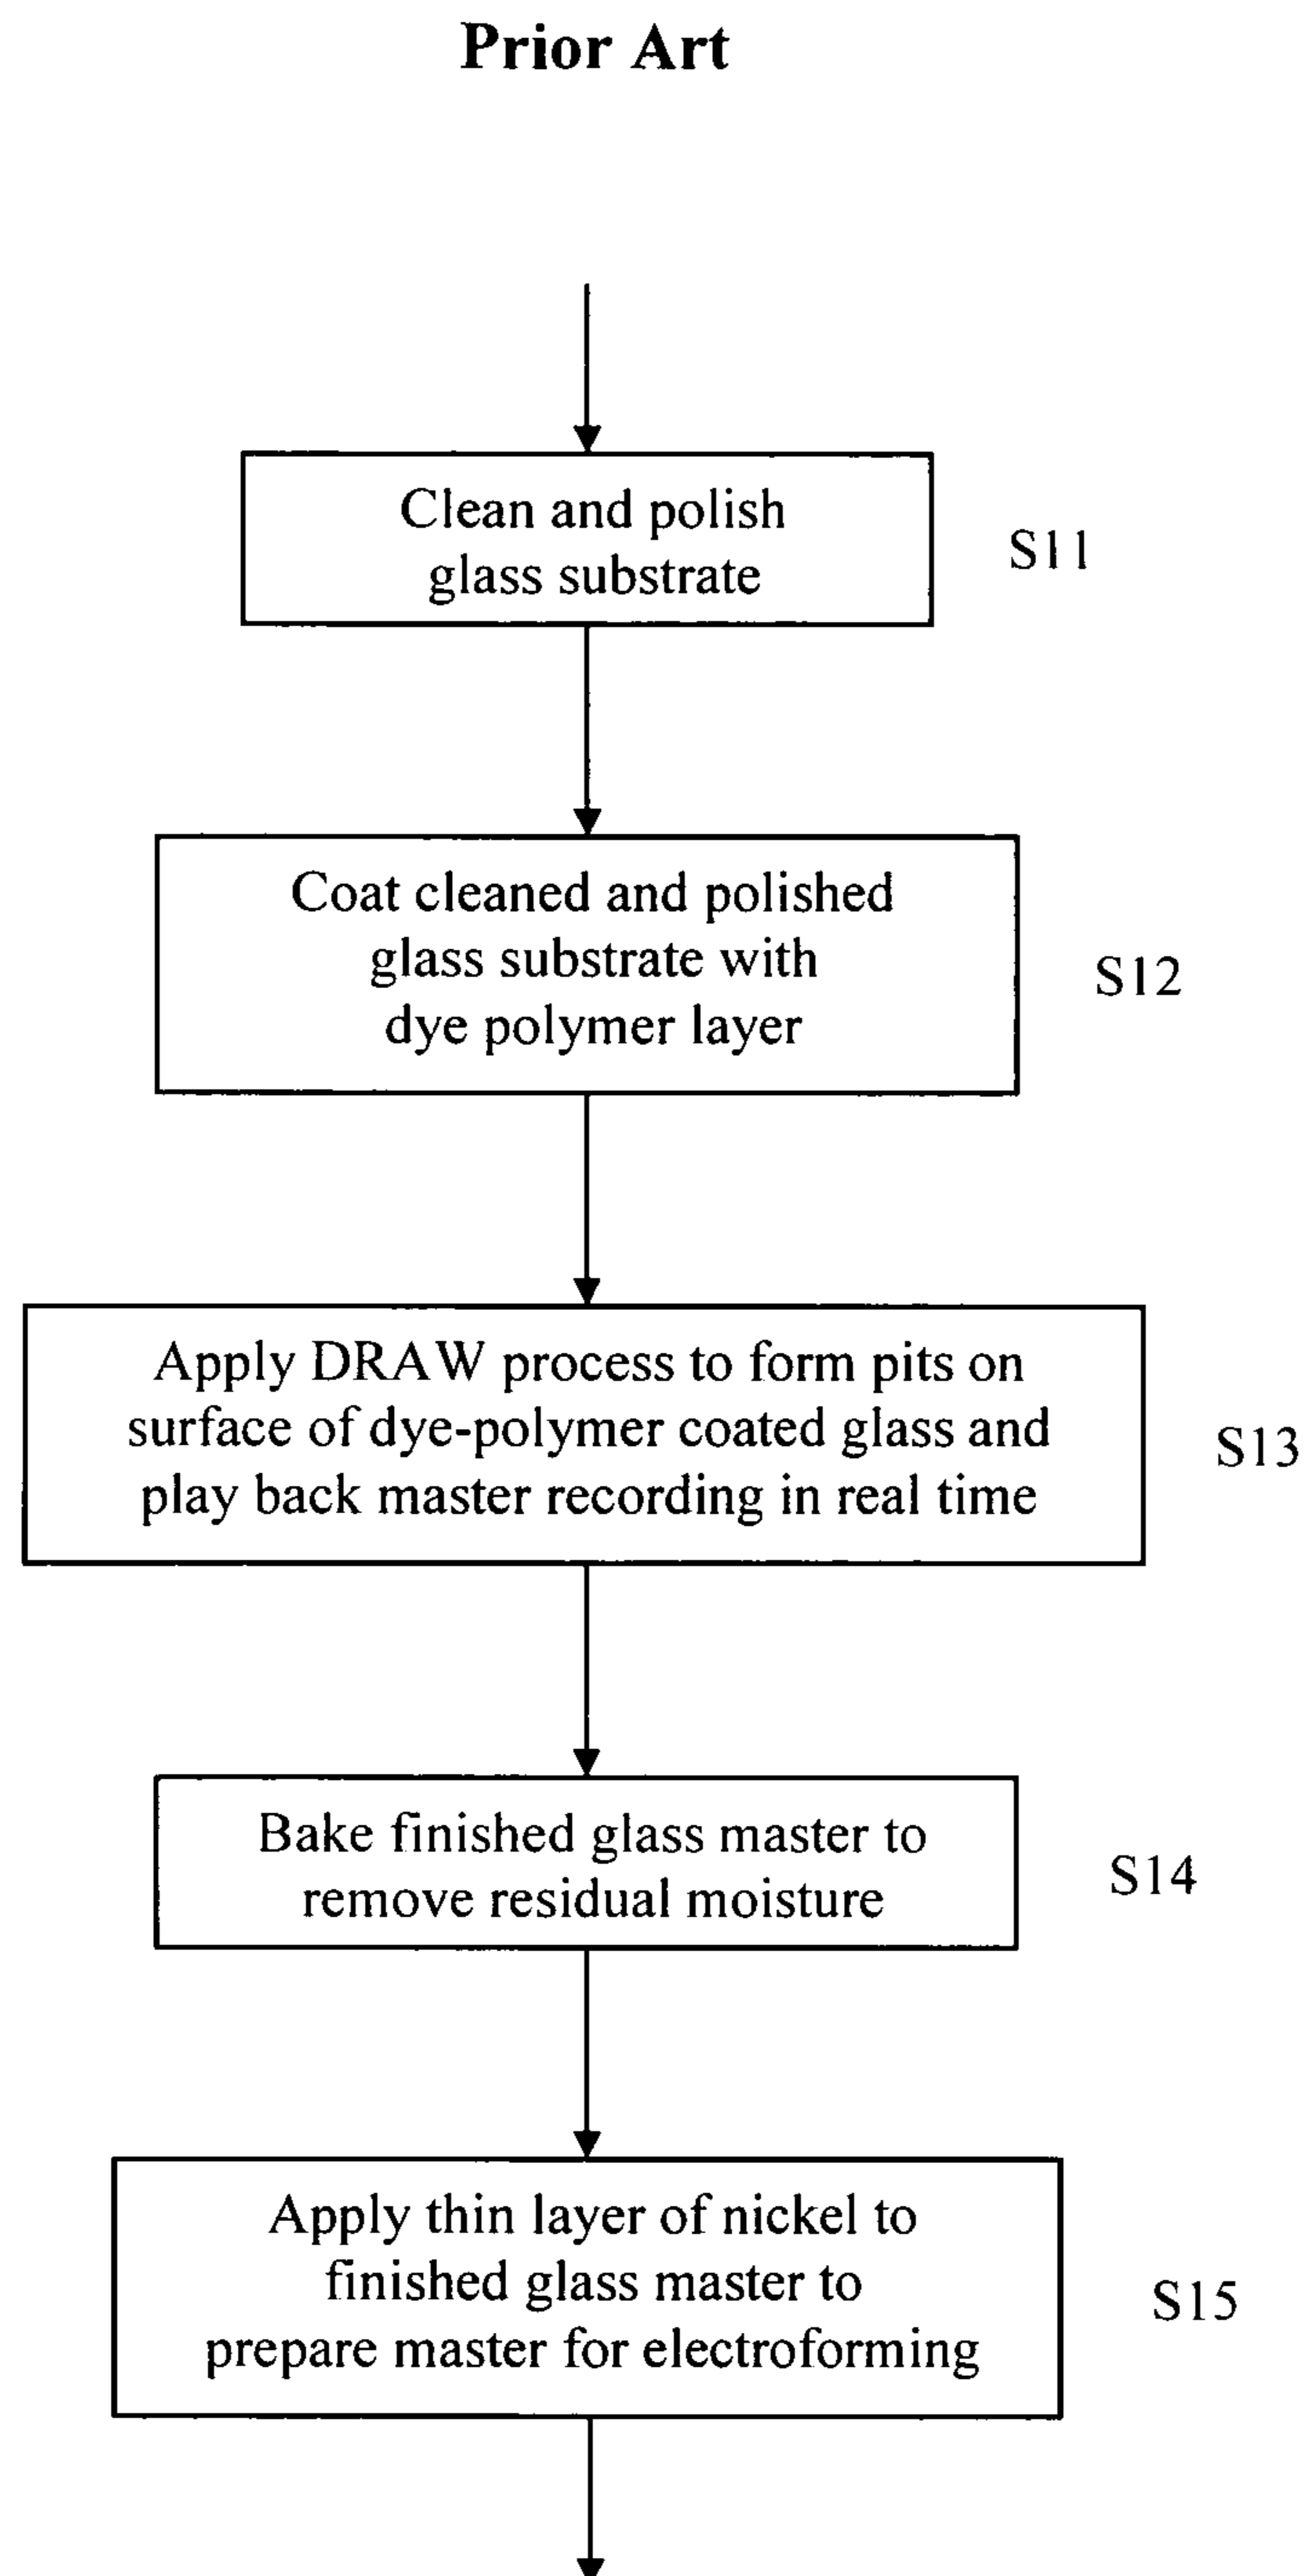 Prior Art
Clean and polish
glass substrate
S11
Coat cleaned and polished
glass substrate with
dye polymer layer
S12
Apply DRAW process to form pits on
surface of dye-polymer coated glass and
play back master recording in real time
S13
Bake finished glass master to
remove residual moisture
S14
Apply thin layer of nickel to
finished glass master to
prepare master for electroforming
S15